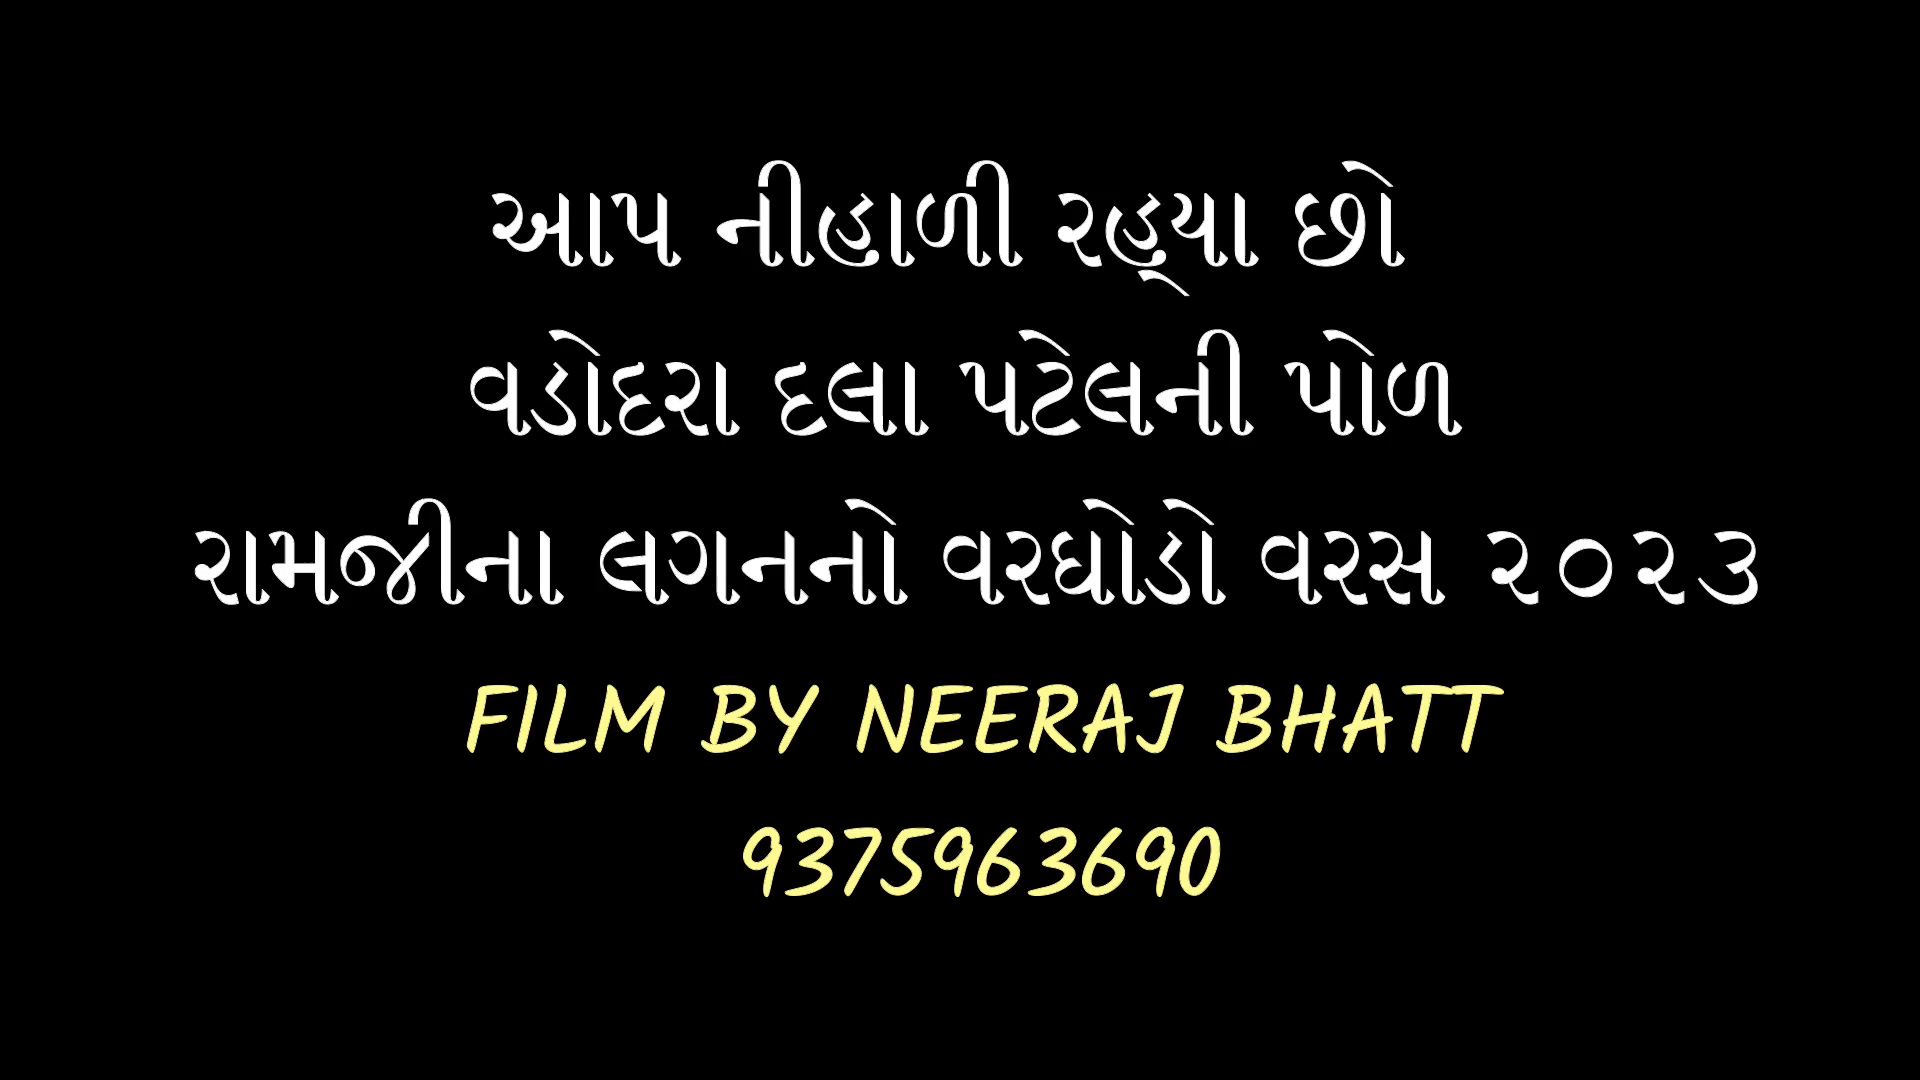 આપ નીહાળી રહ્યા છો
વડોદરા દલા પટેલની પોળ
રામજીના લગનનો વરઘોડો વરસ ૨૦૨૩
FILM BY NEERAJ BHATT
9375963690